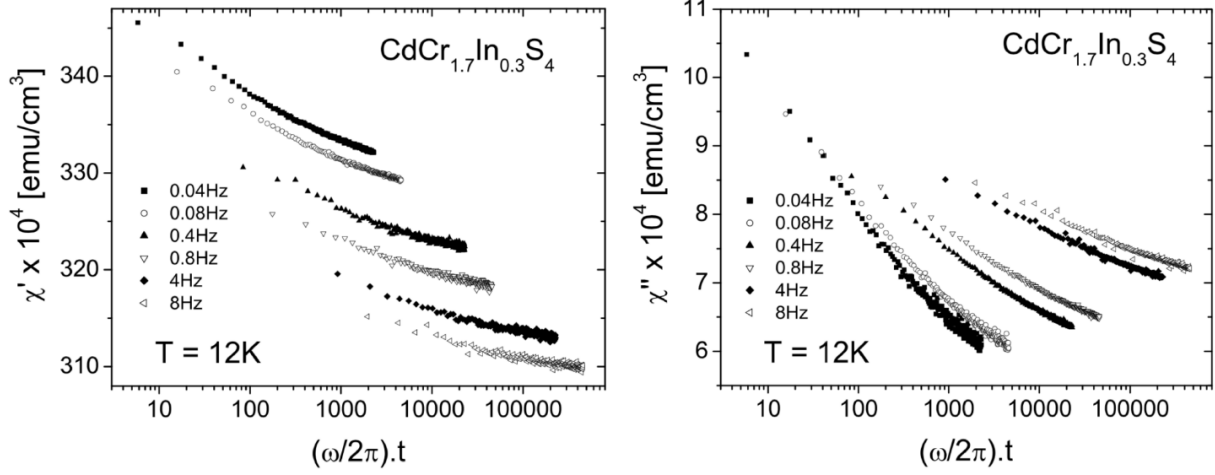 CdCr₁.₇In₀.₃S₄
340
330
320
310
χ' x 10⁴ [emu/cm³]
0.04Hz
0.08Hz
0.4Hz
0.8Hz
4Hz
8Hz
T = 12K
10 100 1000 10000 100000
(ω/2π).t
CdCr₁.₇In₀.₃S₄
11
10
9
8
7
6
χ'' x 10⁴ [emu/cm³]
0.04Hz
0.08Hz
0.4Hz
0.8Hz
4Hz
8Hz
T = 12K
10 100 1000 10000 100000
(ω/2π).t